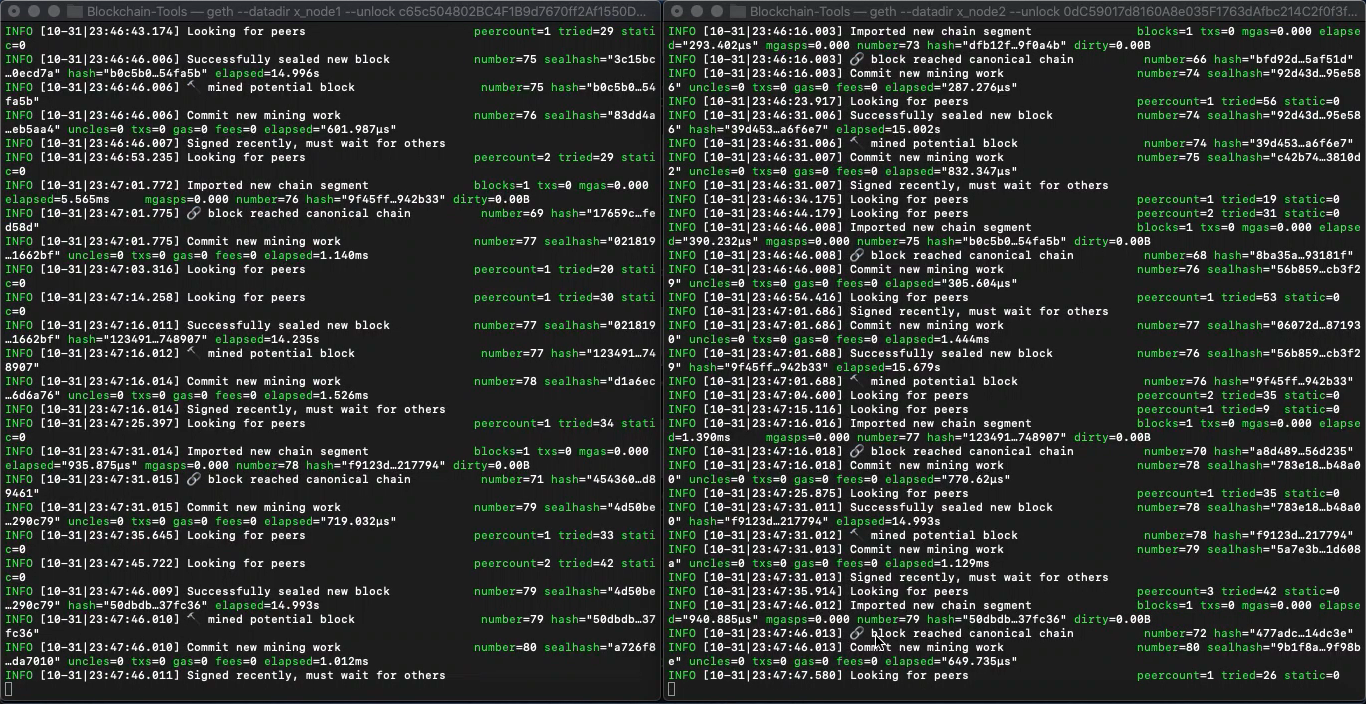 Blockchain-Tools — geth --datadir x_node1 --unlock c65c504802BC4F1B9d7670ff2Af1550D...
INFO [10-31|23:46:43.174] Looking for peers peercount=1 tried=29 stati
c=0
INFO [10-31|23:46:46.006] Successfully sealed new block number=75 sealhash="3c15bc
…0ecd7a" hash="b0c5b0…54fa5b" elapsed=14.996s
INFO [10-31|23:46:46.006] 🔨 mined potential block number=75 hash="b0c5b0…54
fa5b"
INFO [10-31|23:46:46.006] Commit new mining work number=76 sealhash="83dd4a
…eb5aa4" uncles=0 txs=0 gas=0 fees=0 elapsed="601.987µs"
INFO [10-31|23:46:46.007] Signed recently, must wait for others
INFO [10-31|23:46:53.235] Looking for peers peercount=2 tried=29 stati
c=0
INFO [10-31|23:47:01.772] Imported new chain segment blocks=1 txs=0 mgas=0.000
elapsed=5.565ms mgasps=0.000 number=76 hash="9f45ff…942b33" dirty=0.00B
INFO [10-31|23:47:01.775] 🔗 block reached canonical chain number=69 hash="17659c…fe
d58d"
INFO [10-31|23:47:01.775] Commit new mining work number=77 sealhash="021819
…1662bf" uncles=0 txs=0 gas=0 fees=0 elapsed=1.140ms
INFO [10-31|23:47:03.316] Looking for peers peercount=1 tried=20 stati
c=0
INFO [10-31|23:47:14.258] Looking for peers peercount=1 tried=30 stati
c=0
INFO [10-31|23:47:16.011] Successfully sealed new block number=77 sealhash="021819
…1662bf" hash="123491…748907" elapsed=14.235s
INFO [10-31|23:47:16.012] 🔨 mined potential block number=77 hash="123491…74
8907"
INFO [10-31|23:47:16.014] Commit new mining work number=78 sealhash="d1a6ec
…6d6a76" uncles=0 txs=0 gas=0 fees=0 elapsed=1.526ms
INFO [10-31|23:47:16.014] Signed recently, must wait for others
INFO [10-31|23:47:25.397] Looking for peers peercount=1 tried=34 stati
c=0
INFO [10-31|23:47:31.014] Imported new chain segment blocks=1 txs=0 mgas=0.000
elapsed="935.875µs" mgasps=0.000 number=78 hash="f9123d…217794" dirty=0.00B
INFO [10-31|23:47:31.015] 🔗 block reached canonical chain number=71 hash="454360…d8
9461"
INFO [10-31|23:47:31.015] Commit new mining work number=79 sealhash="4d50be
…290c79" uncles=0 txs=0 gas=0 fees=0 elapsed="719.032µs"
INFO [10-31|23:47:35.645] Looking for peers peercount=1 tried=33 stati
c=0
INFO [10-31|23:47:45.722] Looking for peers peercount=2 tried=42 stati
c=0
INFO [10-31|23:47:46.009] Successfully sealed new block number=79 sealhash="4d50be
…290c79" hash="50dbdb…37fc36" elapsed=14.993s
INFO [10-31|23:47:46.010] 🔨 mined potential block number=79 hash="50dbdb…37
fc36"
INFO [10-31|23:47:46.010] Commit new mining work number=80 sealhash="a726f8
…da7010" uncles=0 txs=0 gas=0 fees=0 elapsed=1.012ms
INFO [10-31|23:47:46.011] Signed recently, must wait for others
Blockchain-Tools — geth --datadir x_node2 --unlock 0dC59017d8160A8e035F1763dAfbc214C2f0f3f...
INFO [10-31|23:46:16.003] Imported new chain segment blocks=1 txs=0 mgas=0.000 elapse
d="293.402µs" mgasps=0.000 number=73 hash="dfb12f…9f0a4b" dirty=0.00B
INFO [10-31|23:46:16.003] 🔗 block reached canonical chain number=66 hash="bfd92d…5af51d"
INFO [10-31|23:46:16.003] Commit new mining work number=74 sealhash="92d43d…95e58
6" uncles=0 txs=0 gas=0 fees=0 elapsed="287.276µs"
INFO [10-31|23:46:23.917] Looking for peers peercount=1 tried=56 static=0
INFO [10-31|23:46:31.006] Successfully sealed new block number=74 sealhash="92d43d…95e58
6" hash="39d453…a6f6e7" elapsed=15.002s
INFO [10-31|23:46:31.006] 🔨 mined potential block number=74 hash="39d453…a6f6e7"
INFO [10-31|23:46:31.007] Commit new mining work number=75 sealhash="c42b74…3810d
2" uncles=0 txs=0 gas=0 fees=0 elapsed="832.347µs"
INFO [10-31|23:46:31.007] Signed recently, must wait for others
INFO [10-31|23:46:34.175] Looking for peers peercount=1 tried=19 static=0
INFO [10-31|23:46:44.179] Looking for peers peercount=2 tried=31 static=0
INFO [10-31|23:46:46.008] Imported new chain segment blocks=1 txs=0 mgas=0.000 elapse
d="390.232µs" mgasps=0.000 number=75 hash="b0c5b0…54fa5b" dirty=0.00B
INFO [10-31|23:46:46.008] 🔗 block reached canonical chain number=68 hash="8ba35a…93181f"
INFO [10-31|23:46:46.008] Commit new mining work number=76 sealhash="56b859…cb3f2
9" uncles=0 txs=0 gas=0 fees=0 elapsed="305.604µs"
INFO [10-31|23:46:54.416] Looking for peers peercount=1 tried=53 static=0
INFO [10-31|23:47:01.686] Signed recently, must wait for others
INFO [10-31|23:47:01.686] Commit new mining work number=77 sealhash="06072d…87193
0" uncles=0 txs=0 gas=0 fees=0 elapsed=1.444ms
INFO [10-31|23:47:01.688] Successfully sealed new block number=76 sealhash="56b859…cb3f2
9" hash="9f45ff…942b33" elapsed=15.679s
INFO [10-31|23:47:01.688] 🔨 mined potential block number=76 hash="9f45ff…942b33"
INFO [10-31|23:47:04.600] Looking for peers peercount=2 tried=35 static=0
INFO [10-31|23:47:15.116] Looking for peers peercount=1 tried=9 static=0
INFO [10-31|23:47:16.016] Imported new chain segment blocks=1 txs=0 mgas=0.000 elapse
d=1.390ms mgasps=0.000 number=77 hash="123491…748907" dirty=0.00B
INFO [10-31|23:47:16.018] 🔗 block reached canonical chain number=70 hash="a8d489…56d235"
INFO [10-31|23:47:16.018] Commit new mining work number=78 sealhash="783e18…b48a0
0" uncles=0 txs=0 gas=0 fees=0 elapsed="770.62µs"
INFO [10-31|23:47:25.875] Looking for peers peercount=1 tried=35 static=0
INFO [10-31|23:47:31.011] Successfully sealed new block number=78 sealhash="783e18…b48a0
0" hash="f9123d…217794" elapsed=14.993s
INFO [10-31|23:47:31.012] 🔨 mined potential block number=78 hash="f9123d…217794"
INFO [10-31|23:47:31.013] Commit new mining work number=79 sealhash="5a7e3b…1d608
a" uncles=0 txs=0 gas=0 fees=0 elapsed=1.129ms
INFO [10-31|23:47:31.013] Signed recently, must wait for others
INFO [10-31|23:47:35.914] Looking for peers peercount=3 tried=42 static=0
INFO [10-31|23:47:46.012] Imported new chain segment blocks=1 txs=0 mgas=0.000 elapse
d="940.885µs" mgasps=0.000 number=79 hash="50dbdb…37fc36" dirty=0.00B
INFO [10-31|23:47:46.013] 🔗 block reached canonical chain number=72 hash="477adc…14dc3e"
INFO [10-31|23:47:46.013] Commit new mining work number=80 sealhash="9b1f8a…9f98b
e" uncles=0 txs=0 gas=0 fees=0 elapsed="649.735µs"
INFO [10-31|23:47:47.580] Looking for peers peercount=1 tried=26 static=0